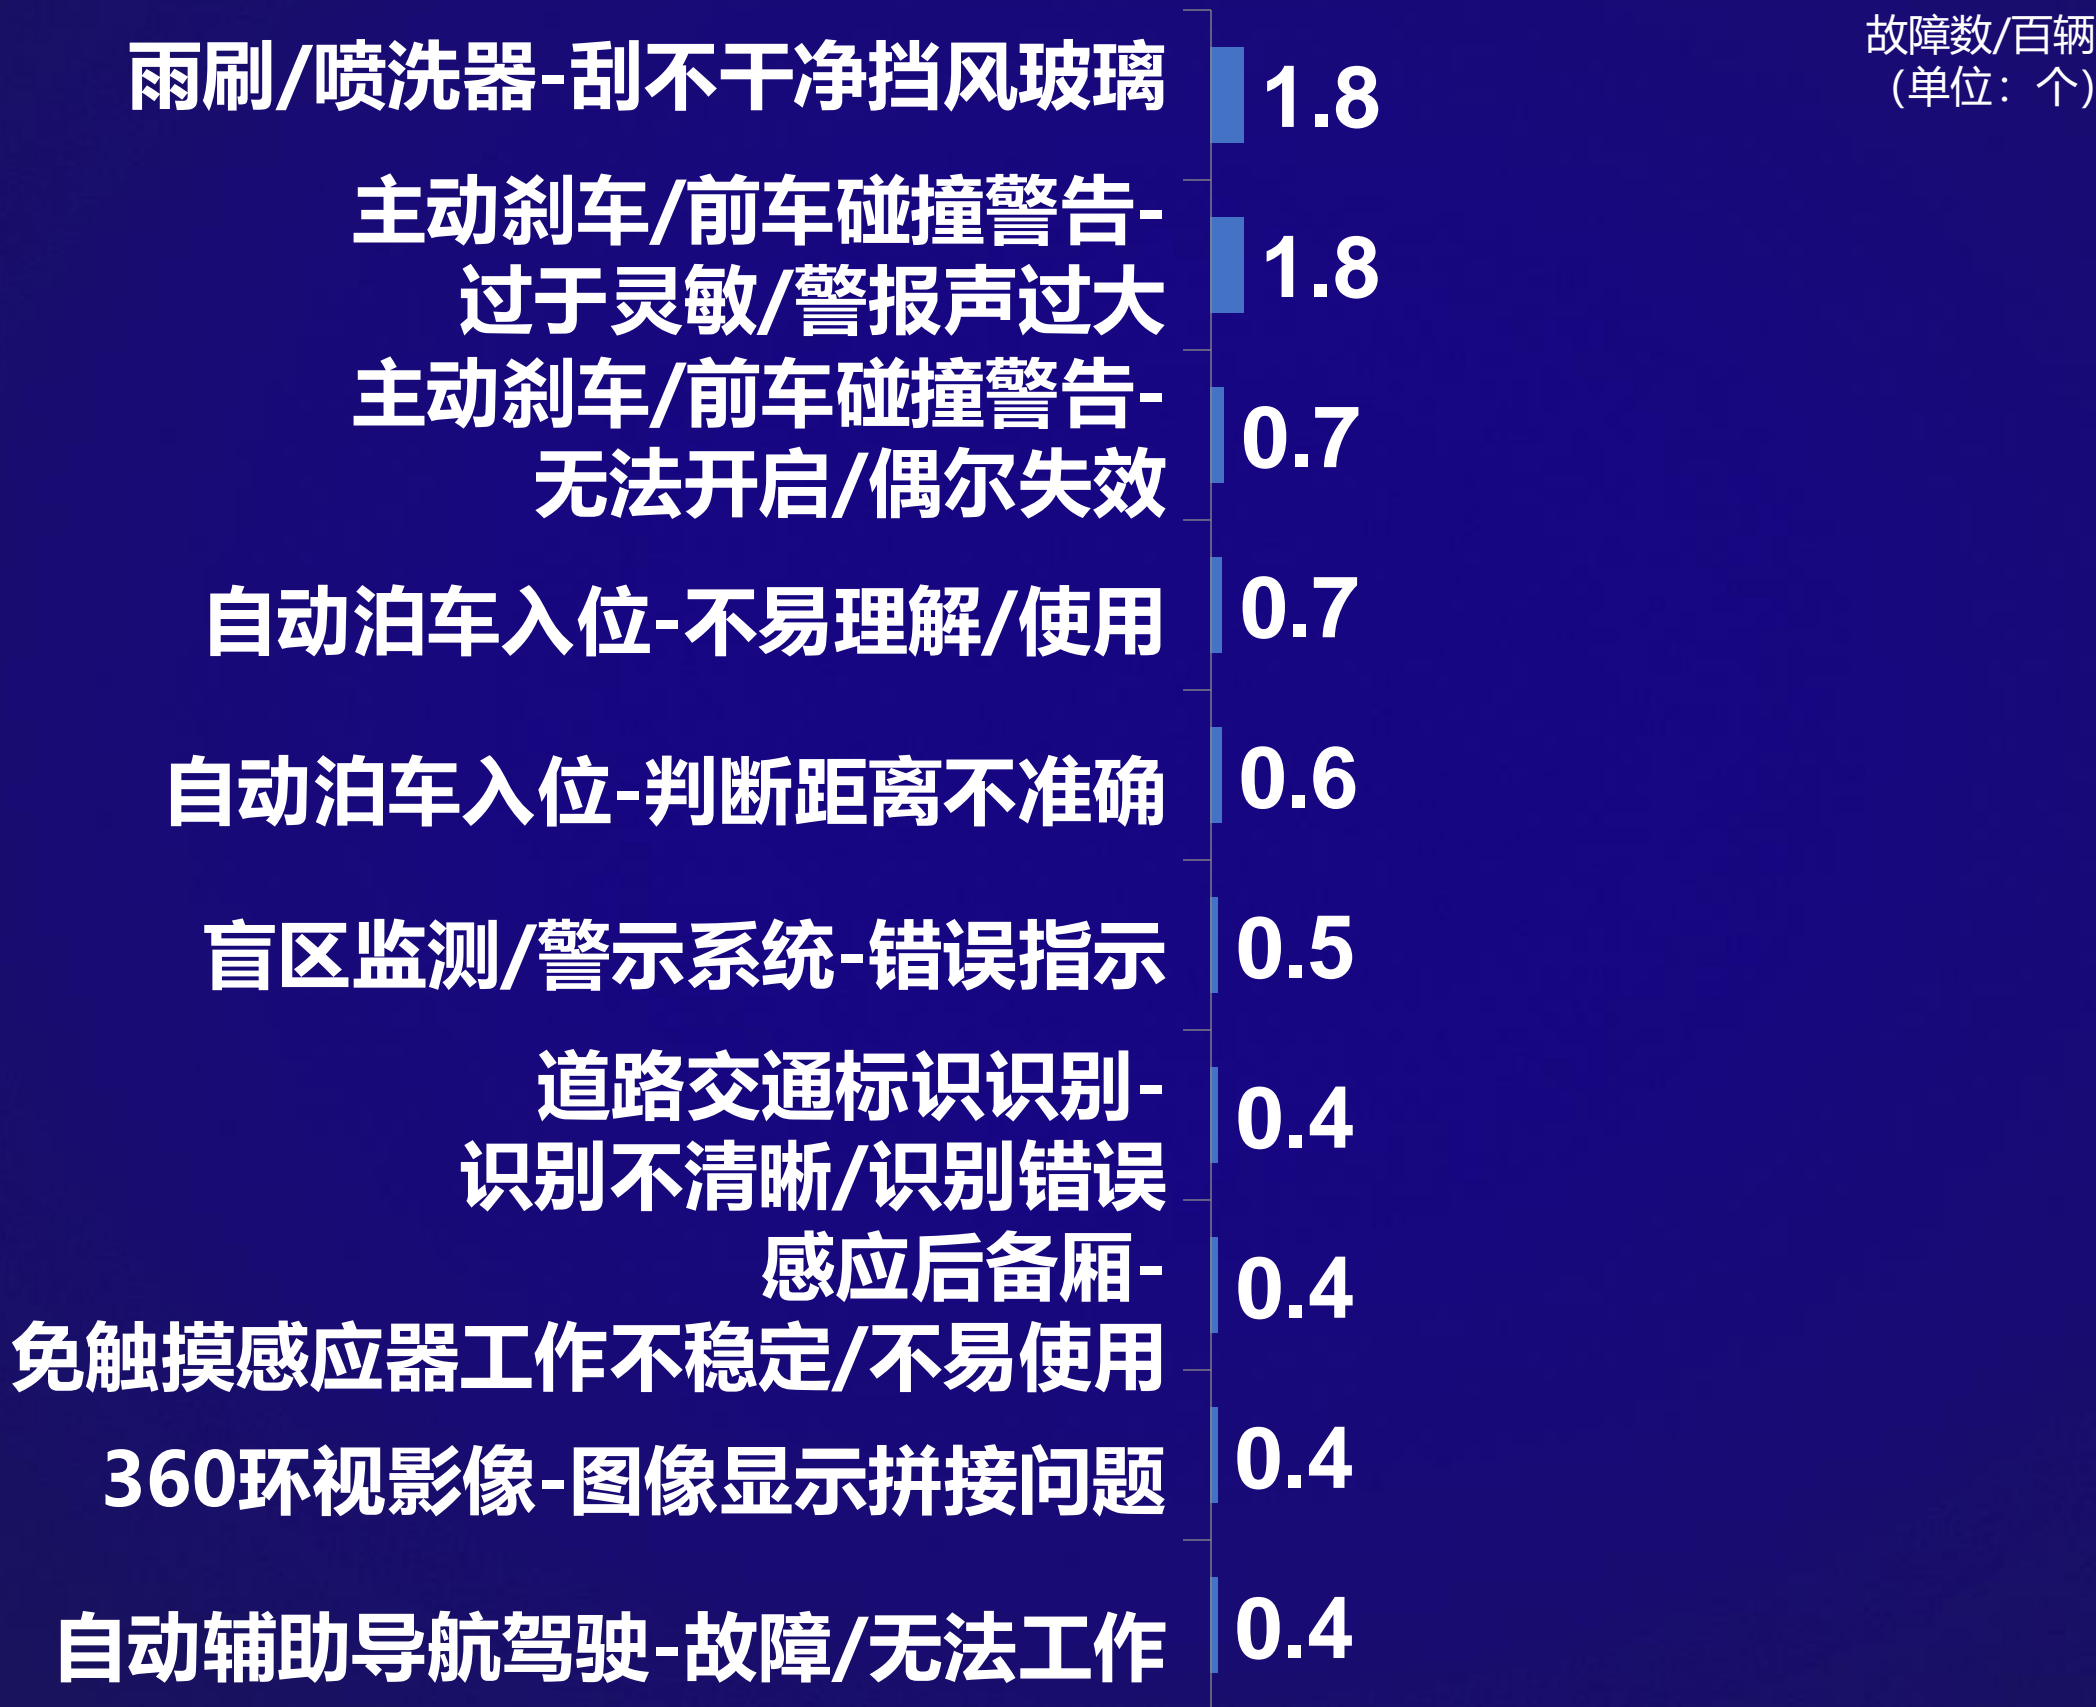 故障数/百辆
（单位：个）
雨刷/喷洗器-刮不干净挡风玻璃
1.8
主动刹车/前车碰撞警告-
过于灵敏/警报声过大
1.8
主动刹车/前车碰撞警告-
无法开启/偶尔失效
0.7
自动泊车入位-不易理解/使用
0.7
自动泊车入位-判断距离不准确
0.6
盲区监测/警示系统-错误指示
0.5
道路交通标识识别-
识别不清晰/识别错误
0.4
感应后备厢-
免触摸感应器工作不稳定/不易使用
0.4
360环视影像-图像显示拼接问题
0.4
自动辅助导航驾驶-故障/无法工作
0.4